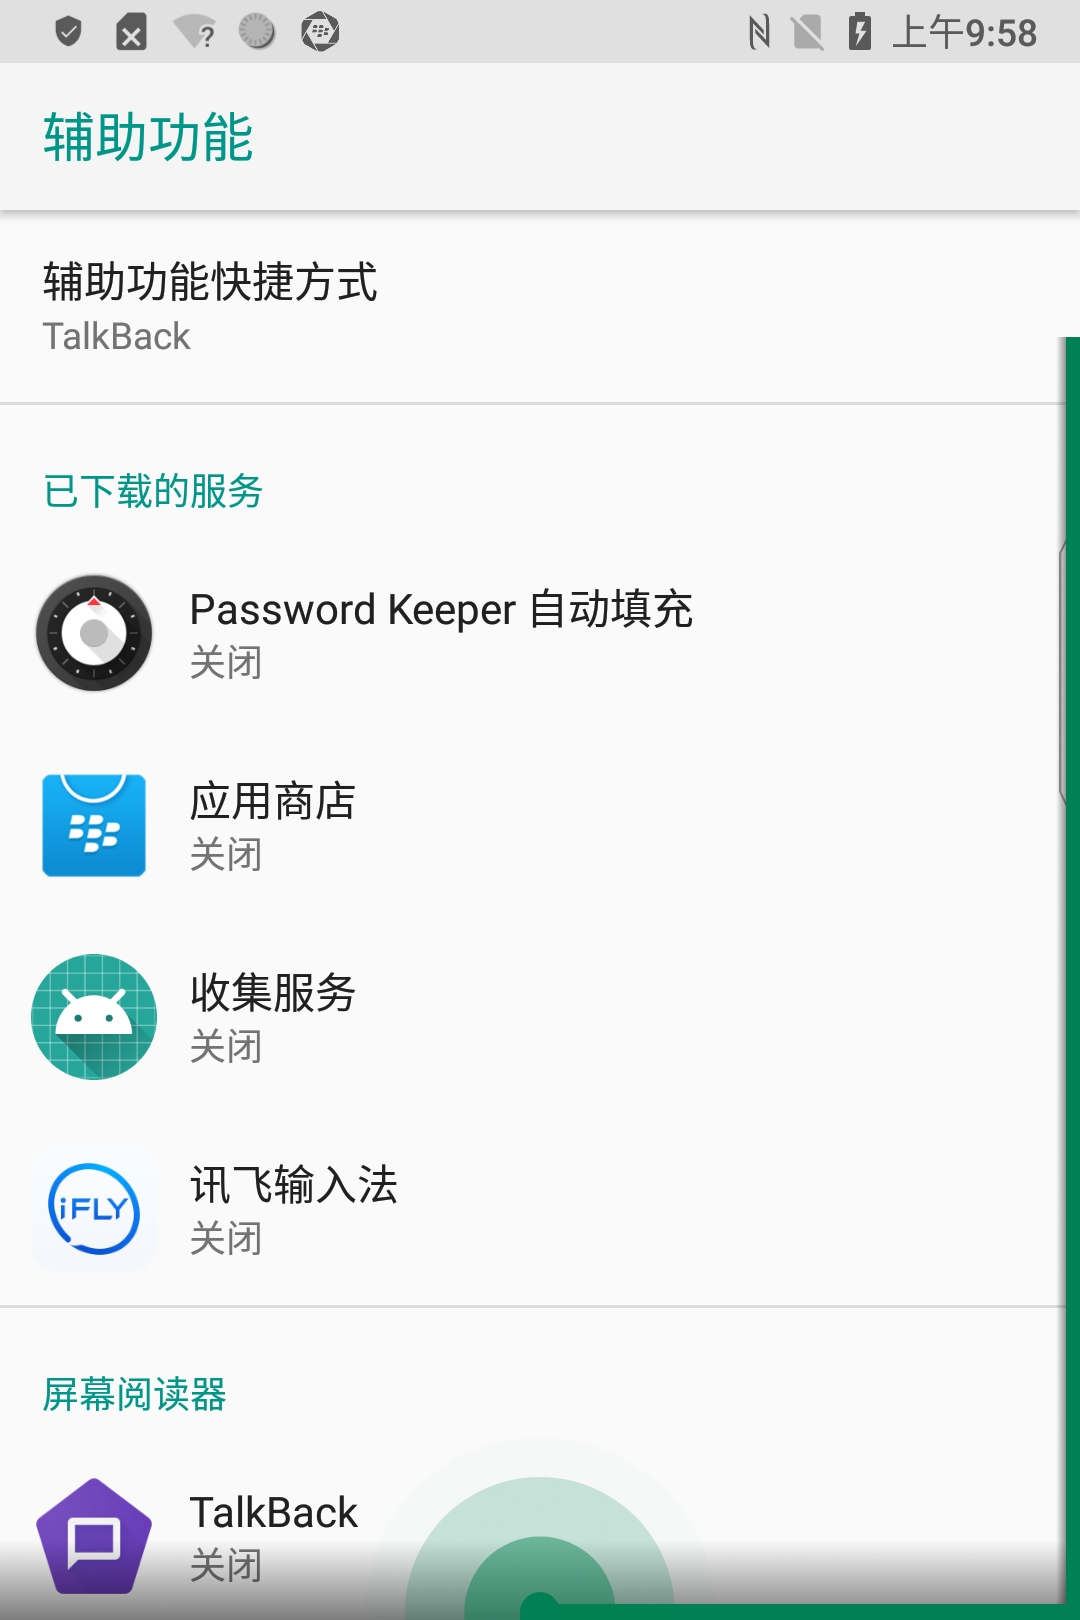 上午9:58
辅助功能
辅助功能快捷方式
TalkBack
已下载的服务
Password Keeper 自动填充
关闭
应用商店
关闭
收集服务
关闭
iFLY
讯飞输入法
关闭
屏幕阅读器
TalkBack
关闭